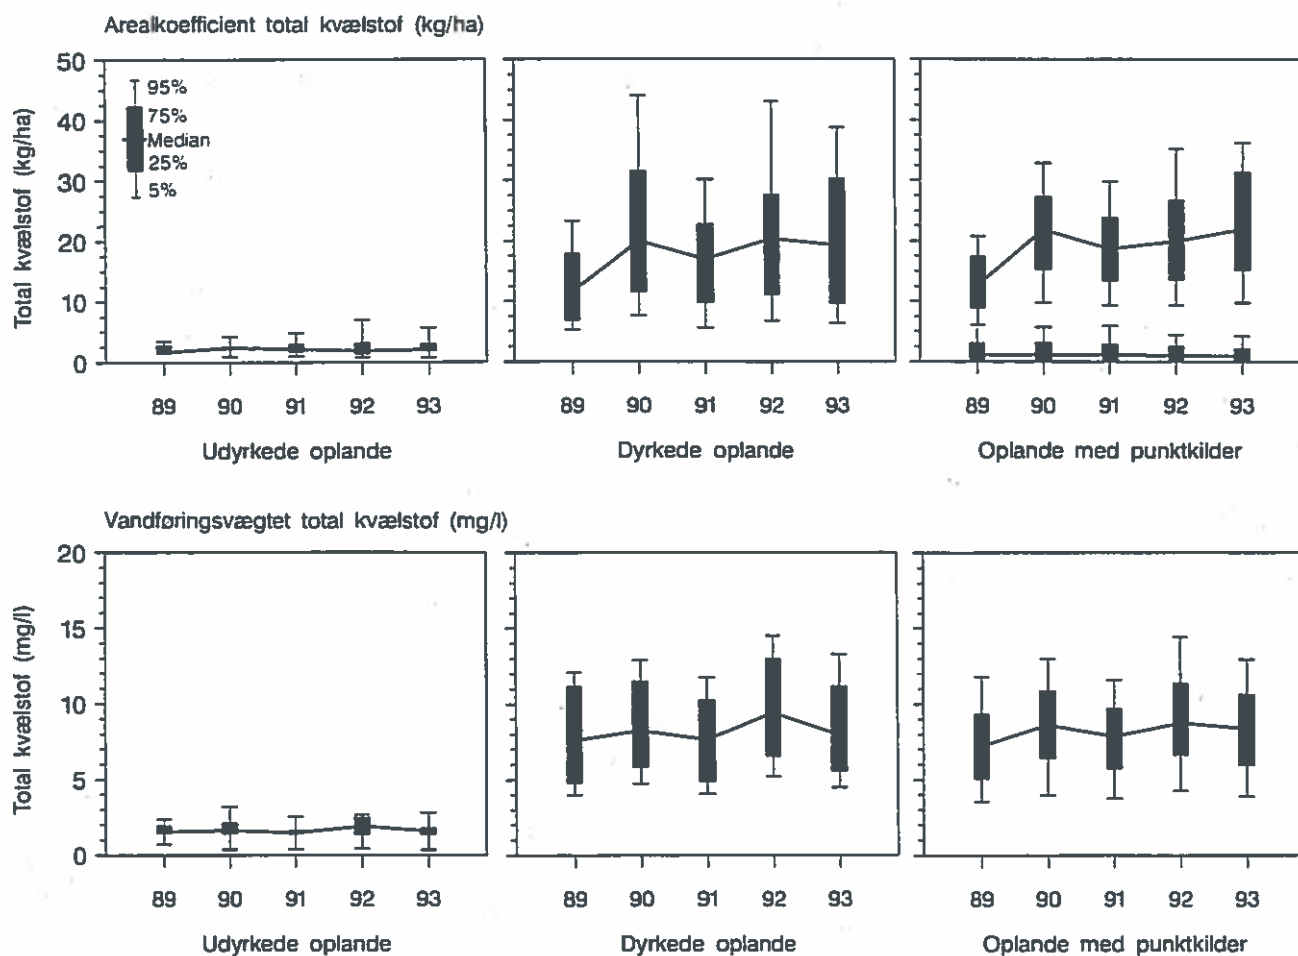 Arealkoefficient total kvælstof (kg/ha)
Total kvælstof (kg/ha)
50
40
30
20
10
0
95%
75%
Median
25%
5%
89 90 91 92 93
Udyrkede oplande
89 90 91 92 93
Dyrkede oplande
89 90 91 92 93
Oplande med punktkilder
Vandføringsvægtet total kvælstof (mg/l)
Total kvælstof (mg/l)
20
15
10
5
0
89 90 91 92 93
Udyrkede oplande
89 90 91 92 93
Dyrkede oplande
89 90 91 92 93
Oplande med punktkilder